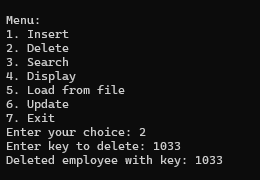 Menu:
1. Insert
2. Delete
3. Search
4. Display
5. Load from file
6. Update
7. Exit
Enter your choice: 2
Enter key to delete: 1033
Deleted employee with key: 1033